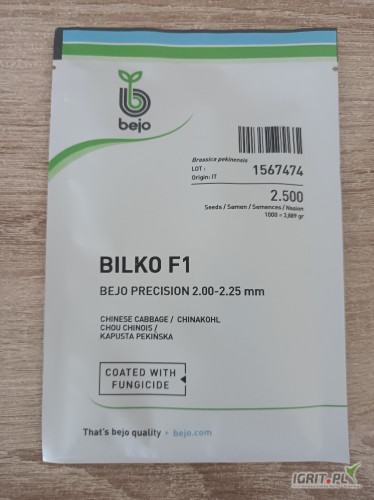 bejo
Brassica pekinensis
LOT : 1567474
Origin: IT
2.500
Seeds / Samen / Semences / Nasion
1000 = 3,889 gr
BILKO F1
BEJO PRECISION 2.00-2.25 mm
CHINESE CABBAGE / CHINAKOHL
CHOU CHINOIS /
KAPUSTA PEKIŃSKA
COATED WITH
FUNGICIDE
That's bejo quality • bejo.com
IGRIT.PL